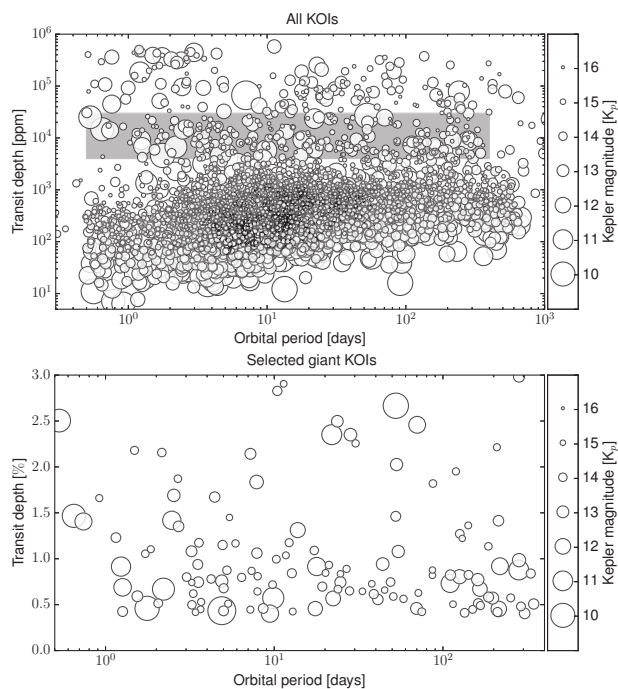 All KOIs
Transit depth [ppm]
10^6
10^5
10^4
10^3
10^2
10^1
10^0 10^1 10^2 10^3
Orbital period [days]
16
15
14
13
12
11
10
Kepler magnitude [K_p]
Selected giant KOIs
Transit depth [%]
3.0
2.5
2.0
1.5
1.0
0.5
0.0
10^0 10^1 10^2
Orbital period [days]
16
15
14
13
12
11
10
Kepler magnitude [K_p]